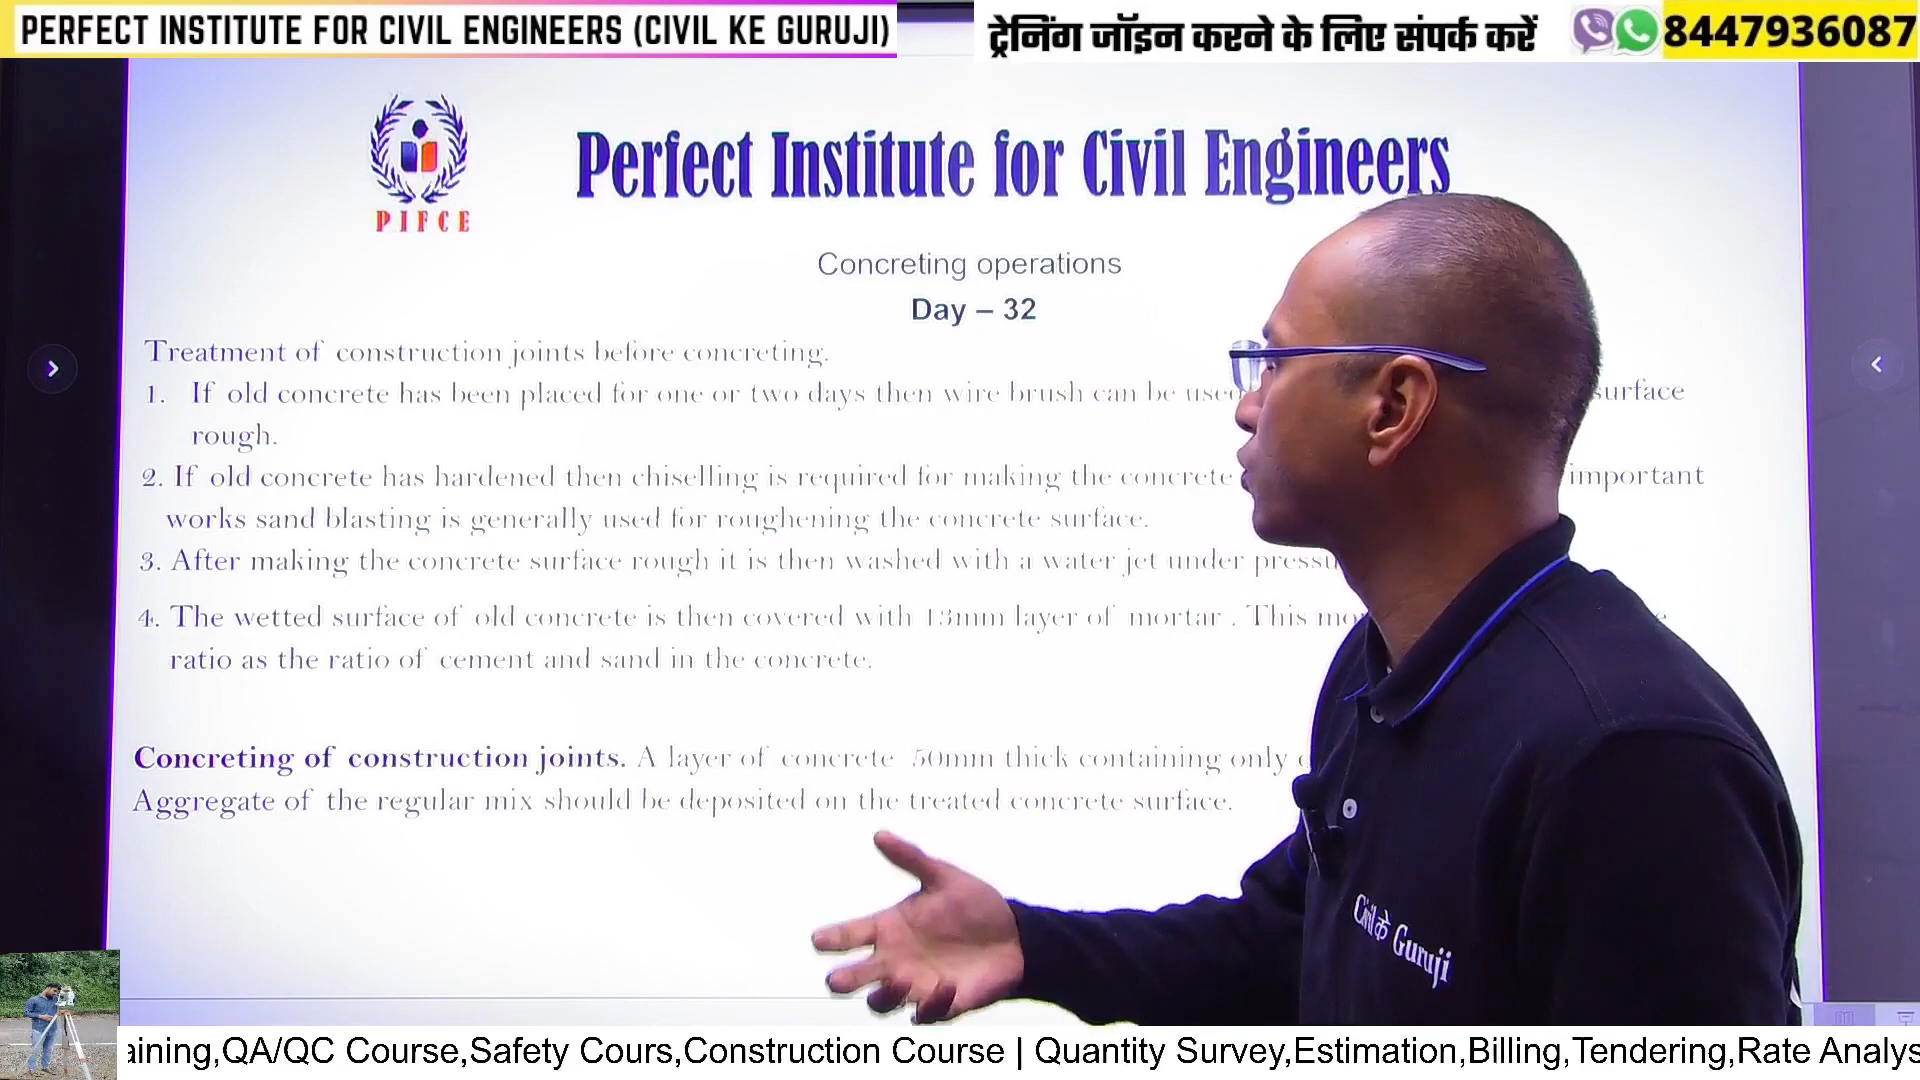 PERFECT INSTITUTE FOR CIVIL ENGINEERS (CIVIL KE GURUJI)
ट्रेनिंग जॉइन करने के लिए संपर्क करें
8447936087
PIFCE
Perfect Institute for Civil Engineers
Concreting operations
Day – 32
Treatment of construction joints before concreting.
1. If old concrete has been placed for one or two days then wire brush can be used surface
rough.
2. If old concrete has hardened then chiselling is required for making the concrete important
works sand blasting is generally used for roughening the concrete surface.
3. After making the concrete surface rough it is then washed with a water jet under
4. The wetted surface of old concrete is then covered with 13mm layer of mortar . This
ratio as the ratio of cement and sand in the concrete.
Concreting of construction joints. A layer of concrete 50mm thick containing only
Aggregate of the regular mix should be deposited on the treated concrete surface.
Civil के Guruji
aining,QA/QC Course,Safety Cours,Construction Course | Quantity Survey,Estimation,Billing,Tendering,Rate Analys